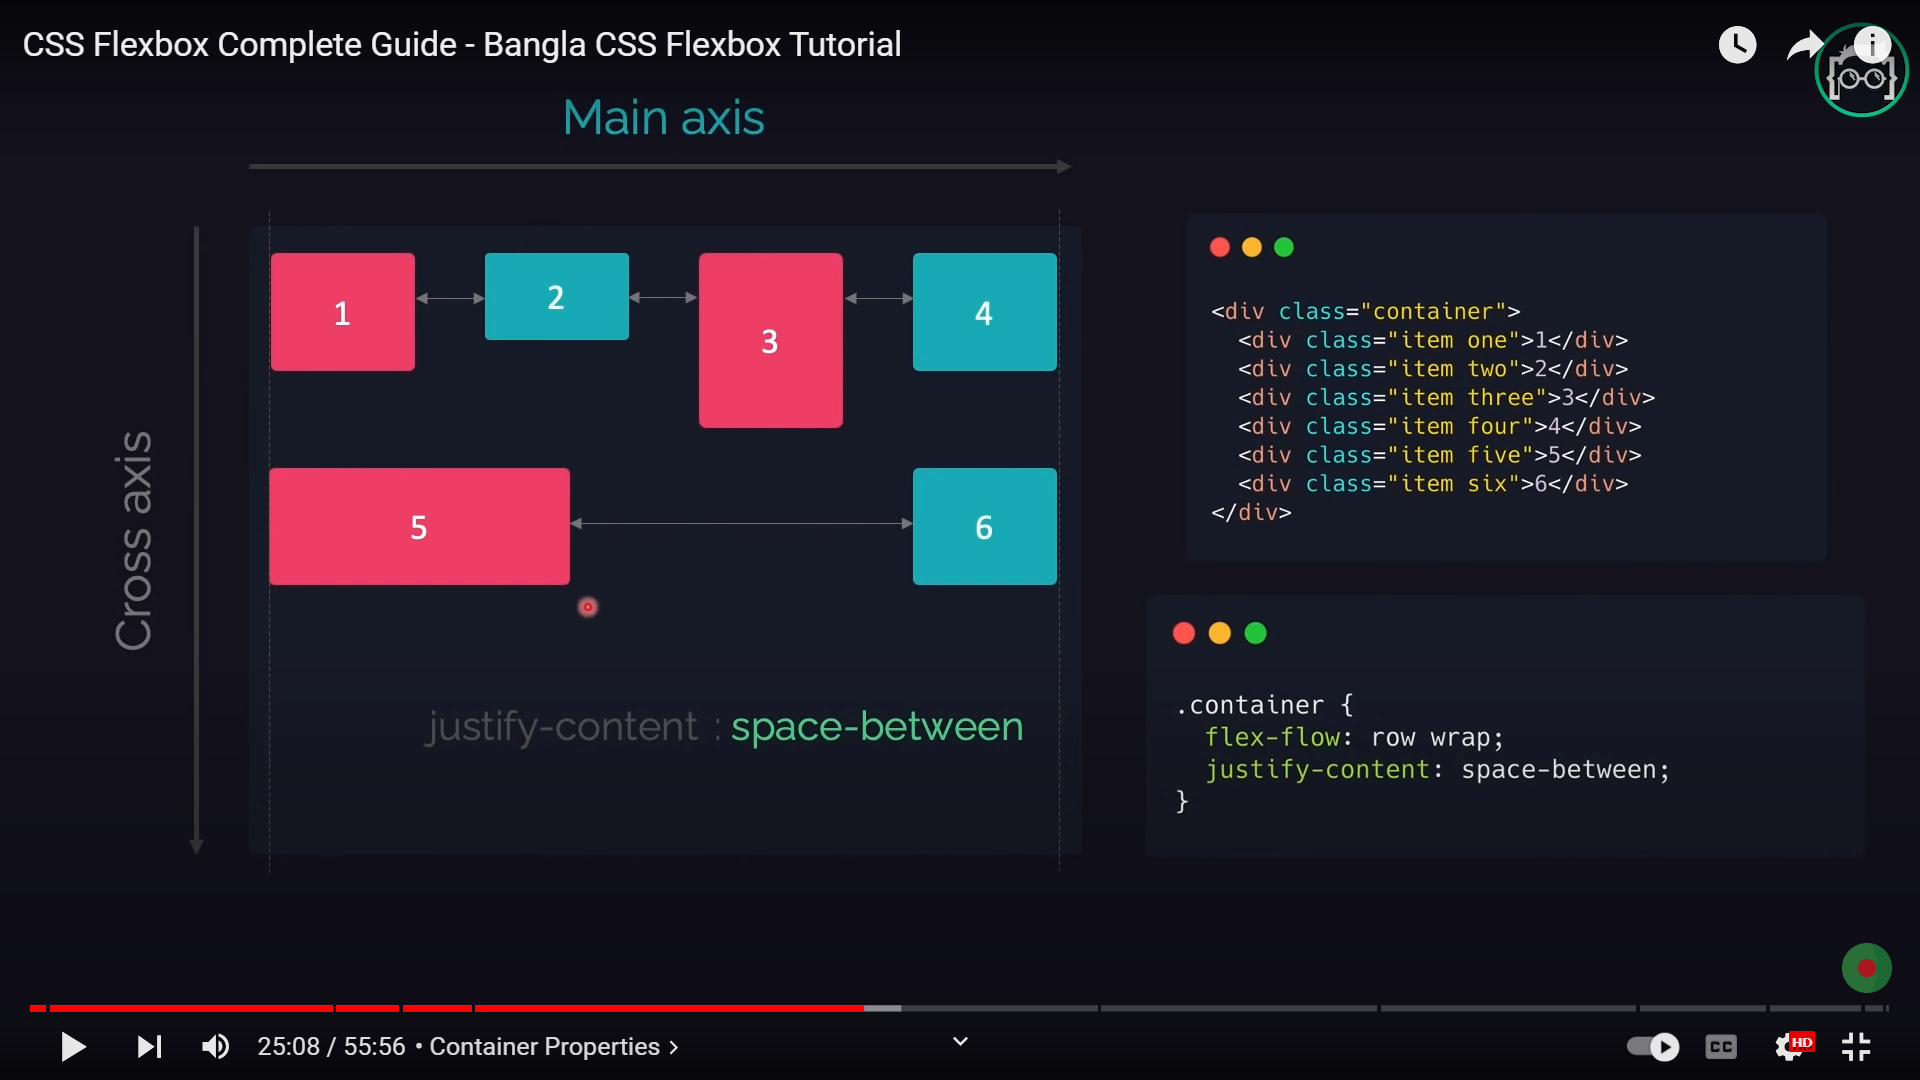 CSS Flexbox Complete Guide - Bangla CSS Flexbox Tutorial
Main axis
Cross axis
1
2
3
4
5
6
justify-content : space-between
<div class="container">
<div class="item one">1</div>
<div class="item two">2</div>
<div class="item three">3</div>
<div class="item four">4</div>
<div class="item five">5</div>
<div class="item six">6</div>
</div>
.container {
flex-flow: row wrap;
justify-content: space-between;
}
25:08 / 55:56 • Container Properties
CC
HD